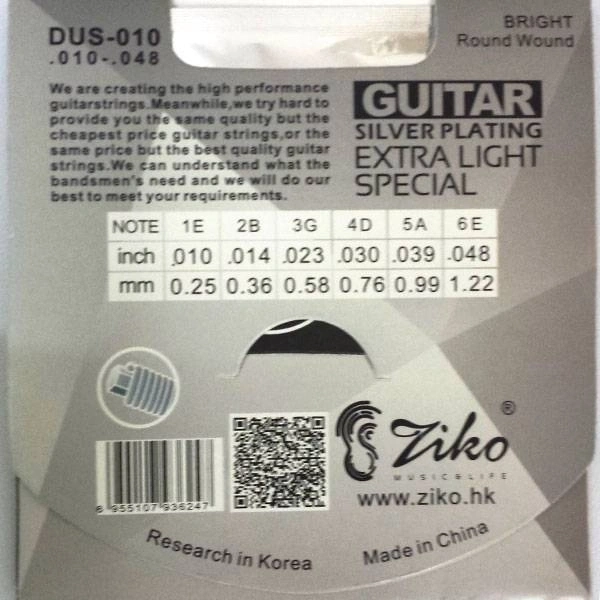 DUS-010
.010-.048
BRIGHT
Round Wound
We are creating the high performance
guitarstrings.Meanwhile,we try hard to
provide you the same quality but the
cheapest price guitar strings,or the
same price but the best quality guitar
strings.We can understand what the
bandsmen's need and we will do our
best to meet your requirements.
GUITAR
SILVER PLATING
EXTRA LIGHT
SPECIAL
NOTE 1E 2B 3G 4D 5A 6E
inch .010 .014 .023 .030 .039 .048
mm 0.25 0.36 0.58 0.76 0.99 1.22
Ziko®
MUSIC & LIFE
www.ziko.hk
6 955107 936247
Research in Korea
Made in China